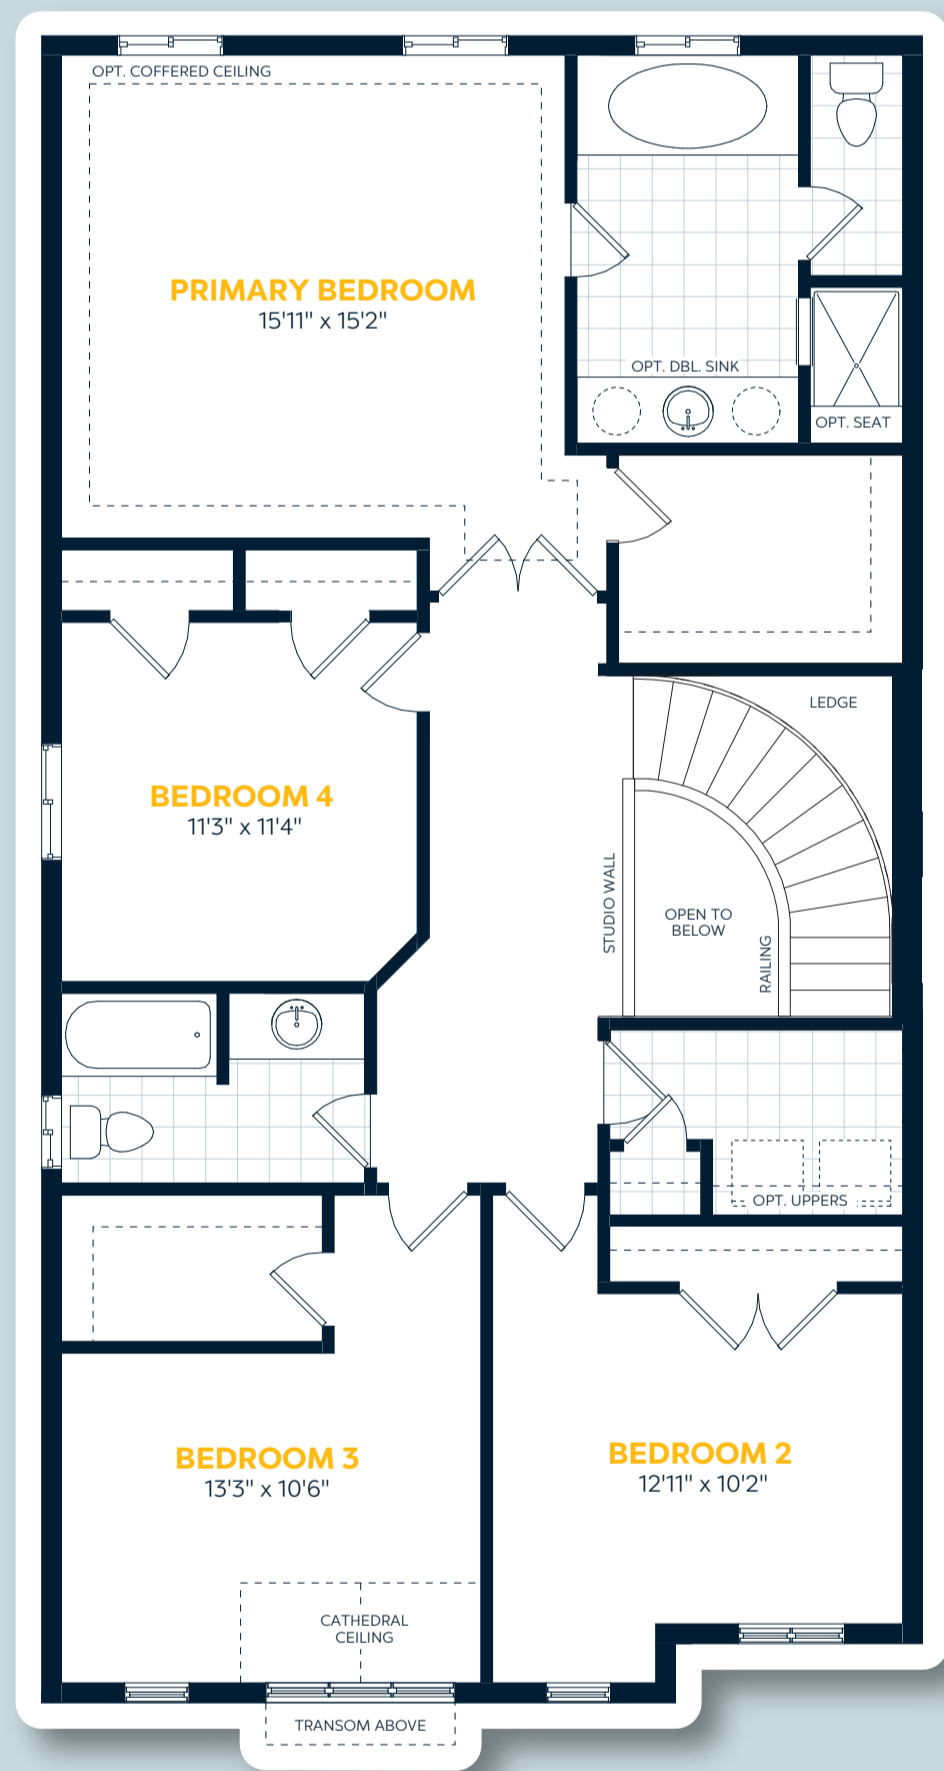 OPT. COFFERED CEILING
PRIMARY BEDROOM
15'11" x 15'2"
OPT. DBL. SINK
OPT. SEAT
LEDGE
BEDROOM 4
11'3" x 11'4"
STUDIO WALL
OPEN TO
BELOW
RAILING
OPT. UPPERS
BEDROOM 3
13'3" x 10'6"
BEDROOM 2
12'11" x 10'2"
CATHEDRAL
CEILING
TRANSOM ABOVE